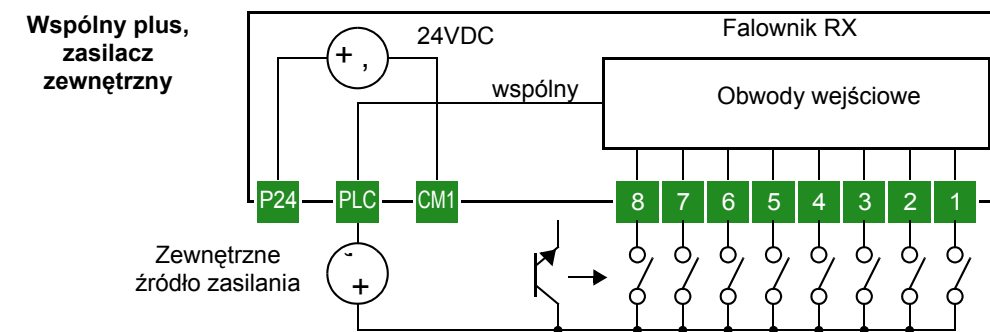 Wspólny plus,
zasilacz
zewnętrzny
24VDC
Falownik RX
+ ,
wspólny
Obwody wejściowe
P24 PLC CM1 8 7 6 5 4 3 2 1
Zewnętrzne
źródło zasilania
-
+